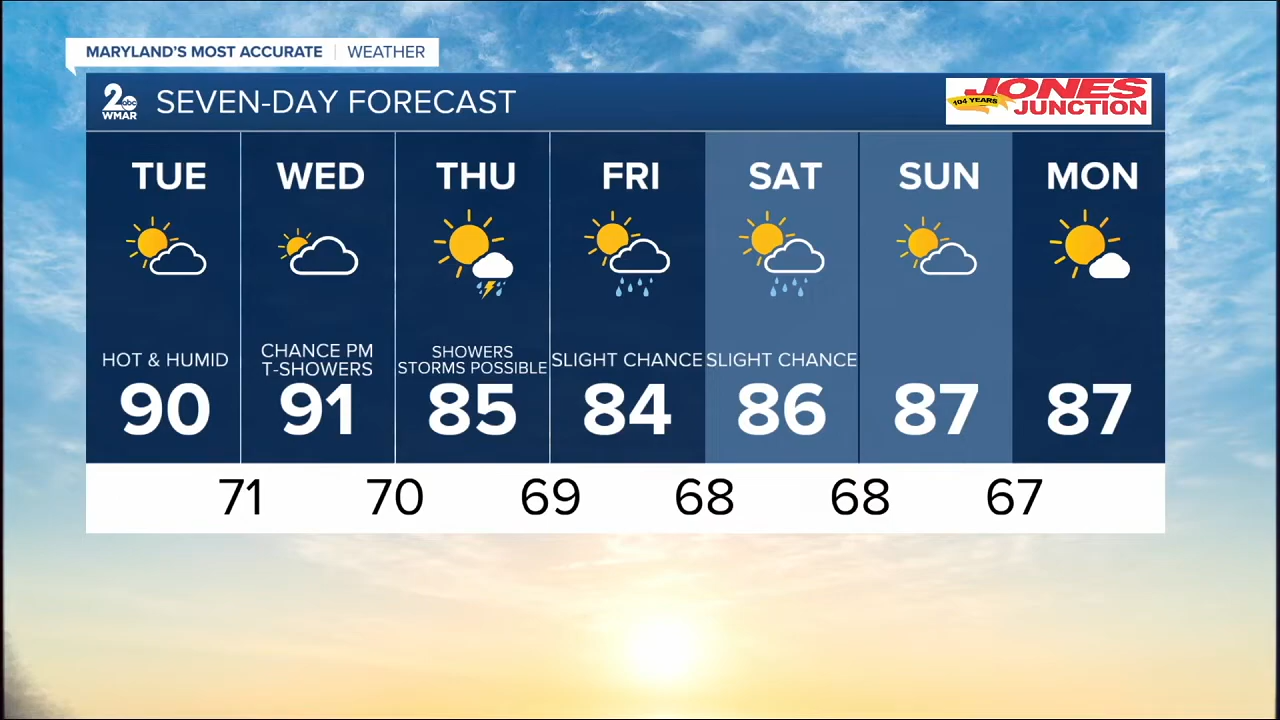 MARYLAND'S MOST ACCURATE | WEATHER
2 abc
WMAR
SEVEN-DAY FORECAST
JONES
104 YEARS
JUNCTION
TUE WED THU FRI SAT SUN MON
HOT & HUMID
CHANCE PM
T-SHOWERS
SHOWERS
STORMS POSSIBLE
SLIGHT CHANCE
SLIGHT CHANCE
90 91 85 84 86 87 87
71 70 69 68 68 67